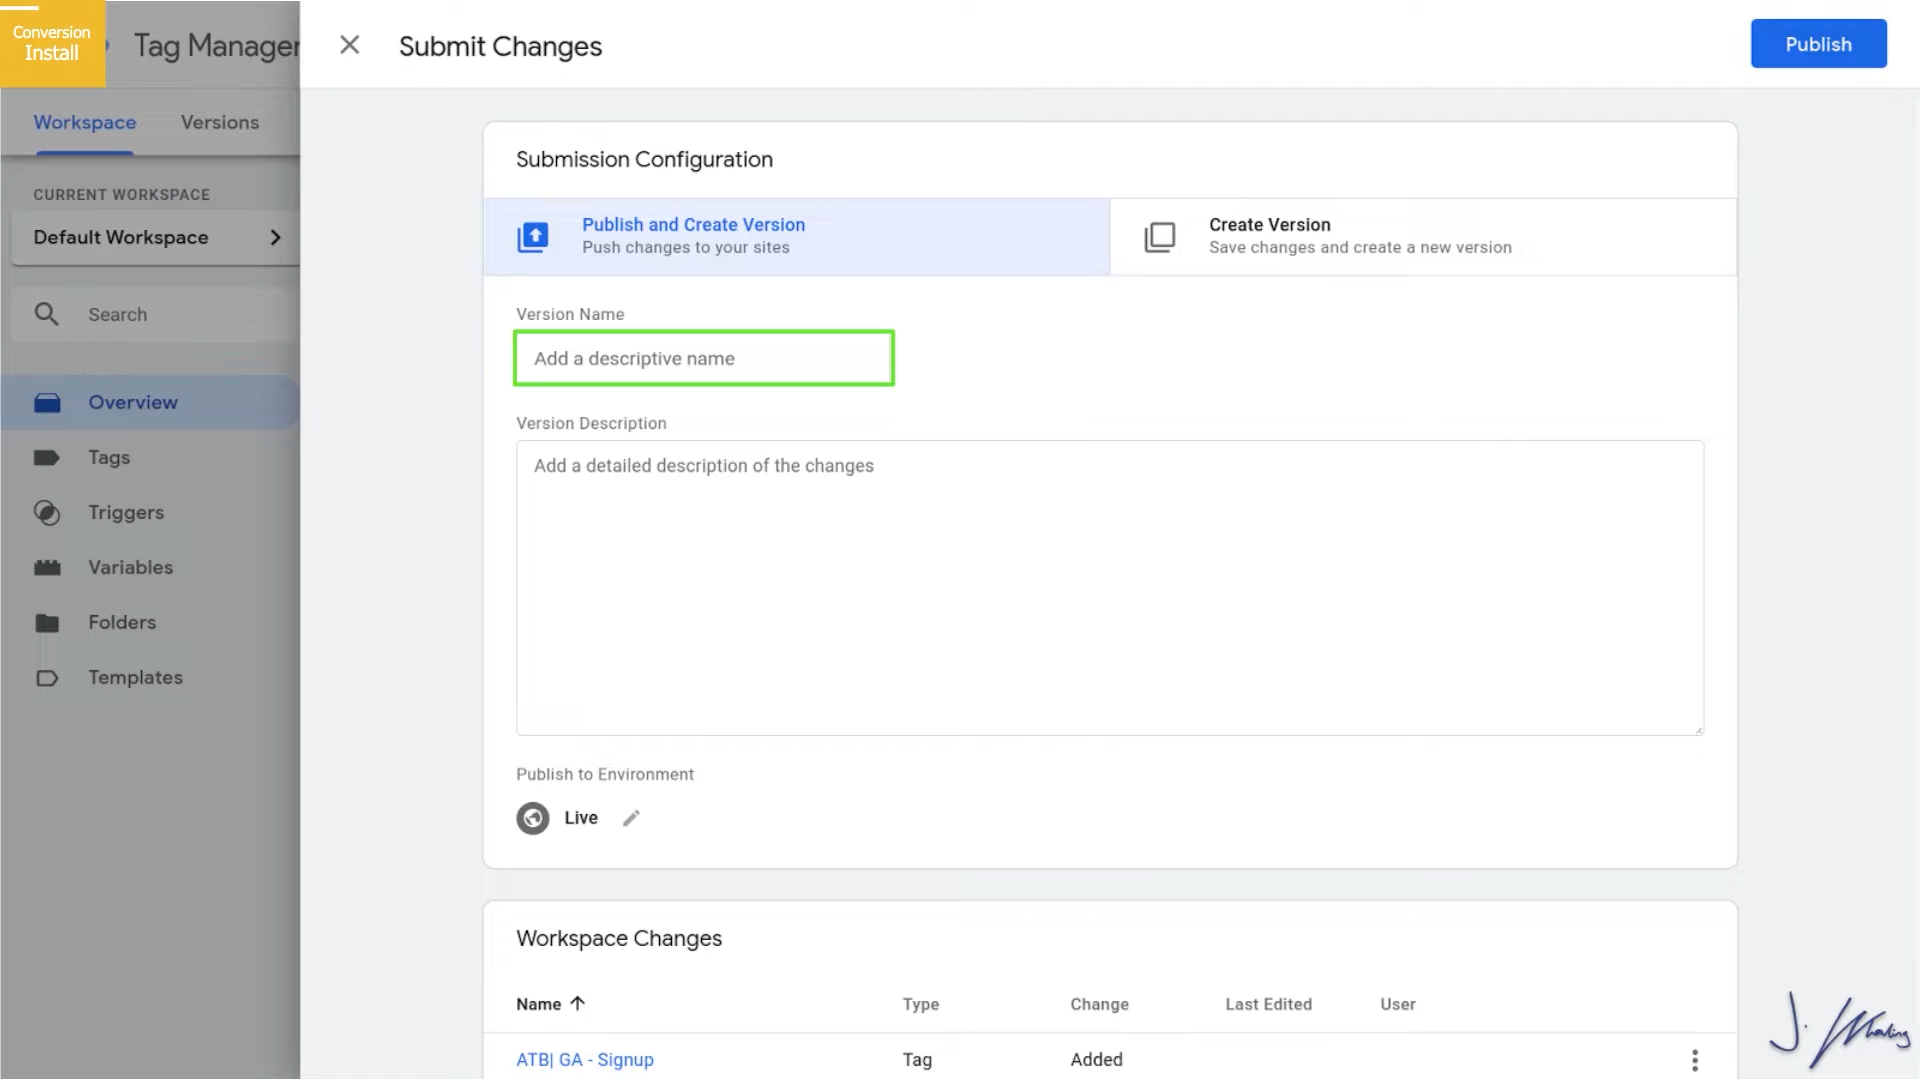 Conversion
Install
Tag Manager
Submit Changes
Publish
Workspace
Versions
CURRENT WORKSPACE
Default Workspace
Search
Overview
Tags
Triggers
Variables
Folders
Templates
Submission Configuration
Publish and Create Version
Push changes to your sites
Create Version
Save changes and create a new version
Version Name
Add a descriptive name
Version Description
Add a detailed description of the changes
Publish to Environment
Live
Workspace Changes
Name
Type
Change
Last Edited
User
ATB| GA - Signup
Tag
Added